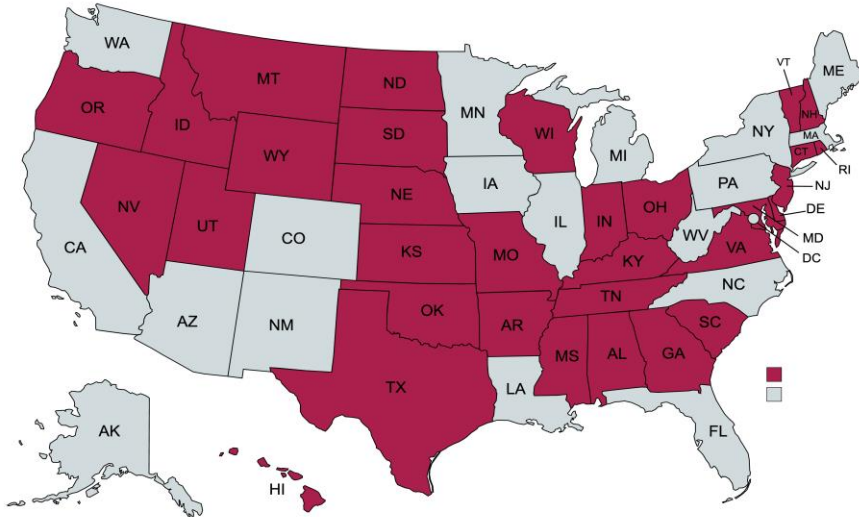 WA
VT
ME
MT
ND
MN
OR
NH
ID
SD
WI
NY
MA
WY
MI
CT
RI
IA
PA
NE
NJ
NV
OH
DE
IL
IN
UT
CO
WV
MD
CA
KS
MO
VA
DC
KY
NC
TN
AZ
OK
NM
AR
SC
MS
AL
GA
TX
LA
AK
FL
HI